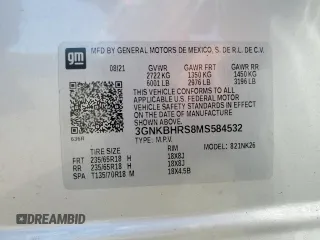 gm
MFD BY GENERAL MOTORS DE MEXICO, S. DE R.L. DE C.V.
08/21 GVWR GAWR FRT GAWR RR
2722 KG 1350 KG 1450 KG
6001 LB 2976 LB 3196 LB
THIS VEHICLE CONFORMS TO ALL
APPLICABLE U.S. FEDERAL MOTOR
VEHICLE SAFETY STANDARDS IN
EFFECT ON THE DATE OF
MANUFACTURE SHOWN ABOVE.
3GNKBHRS8MS584532
TYPE: M.P.V. MODEL: 821NK26
TIRE SIZE RIM
FRT 235/65R18 H 18X8J
RR 235/65R18 H 18X8J
SPA T135/70R18 M 18X4.5B
© IDRIVEANDBID